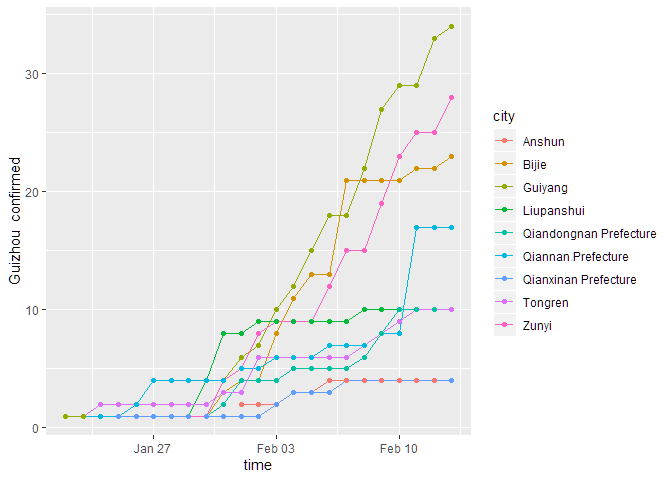 30
20
10
0
Guizhou confirmed
Jan 27
Feb 03
Feb 10
time
city
Anshun
Bijie
Guiyang
Liupanshui
Qiandongnan Prefecture
Qiannan Prefecture
Qianxinan Prefecture
Tongren
Zunyi